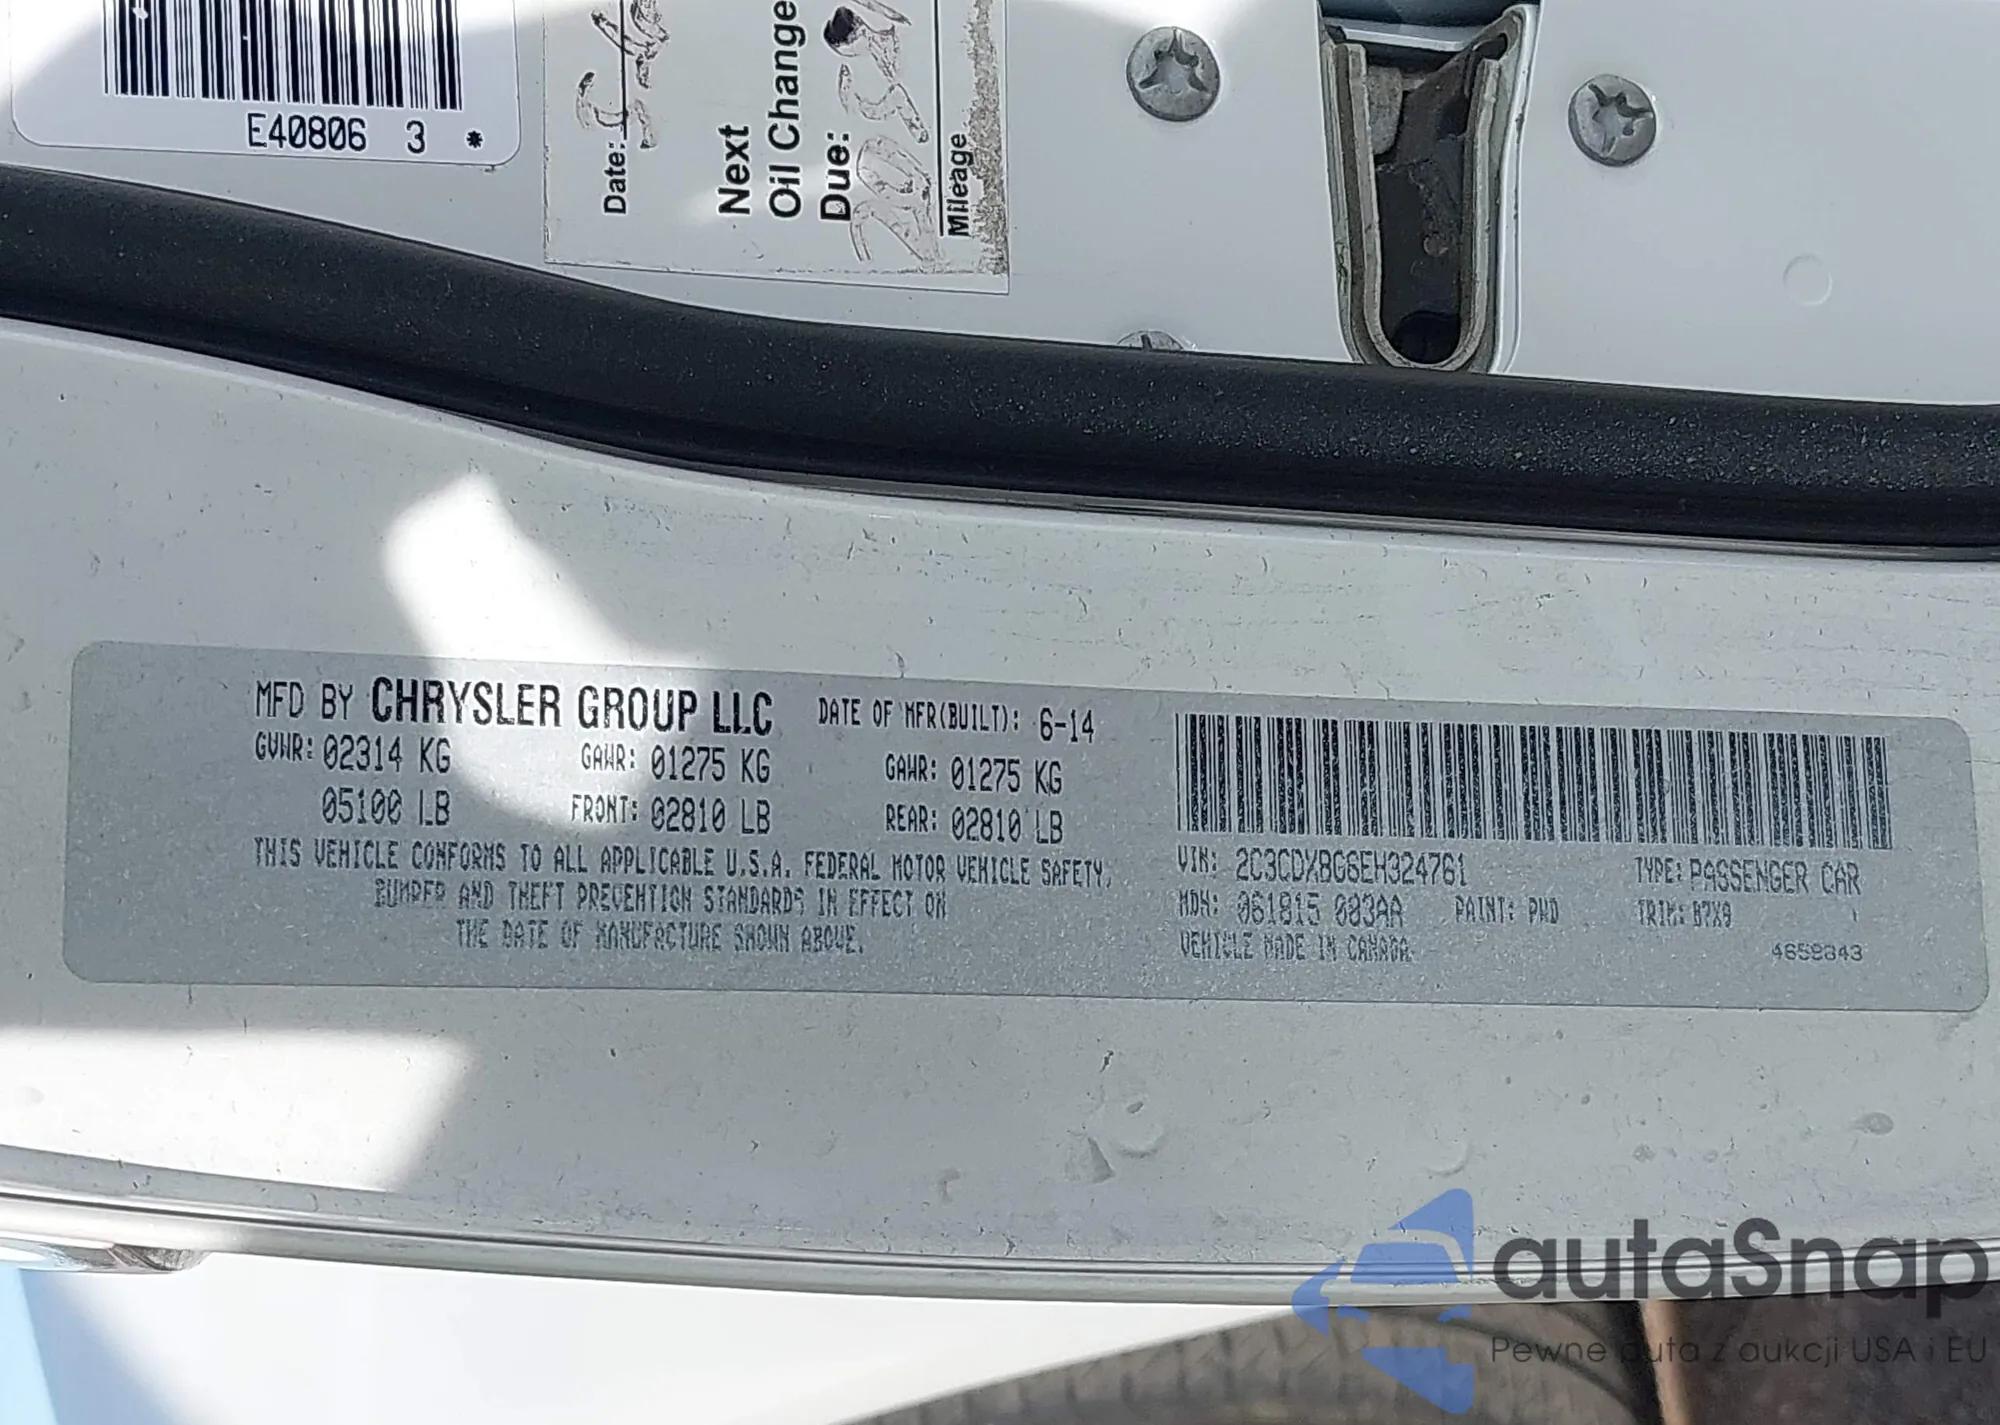 E40806 3 *
Date:
Next
Oil Change
Due:
Mileage
MFD BY CHRYSLER GROUP LLC DATE OF MFR(BUILT): 6-14
GVWR: 02314 KG GAWR: 01275 KG GAWR: 01275 KG
05100 LB FRONT: 02810 LB REAR: 02810 LB
THIS VEHICLE CONFORMS TO ALL APPLICABLE U.S.A. FEDERAL MOTOR VEHICLE SAFETY,
BUMPER AND THEFT PREVENTION STANDARDS IN EFFECT ON
THE DATE OF MANUFACTURE SHOWN ABOVE.
VIN: 2C3CDXBG6EH324761 TYPE: PASSENGER CAR
MDH: 061815 083AA PAINT: PWD TRIM: B7X9
VEHICLE MADE IN CANADA 4658843
autaSnap
Pewne auta z aukcji USA i EU